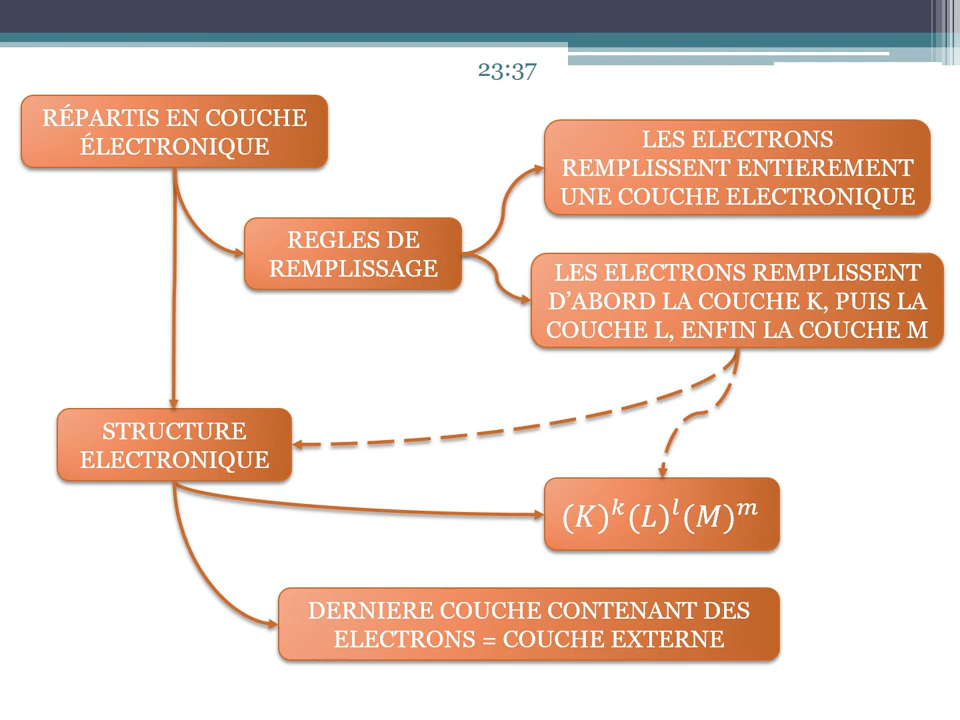 23:37
RÉPARTIS EN COUCHE
ÉLECTRONIQUE
LES ELECTRONS
REMPLISSENT ENTIEREMENT
UNE COUCHE ELECTRONIQUE
REGLES DE
REMPLISSAGE
LES ELECTRONS REMPLISSENT
D’ABORD LA COUCHE K, PUIS LA
COUCHE L, ENFIN LA COUCHE M
STRUCTURE
ELECTRONIQUE
(K)^k(L)^l(M)^m
DERNIERE COUCHE CONTENANT DES
ELECTRONS = COUCHE EXTERNE